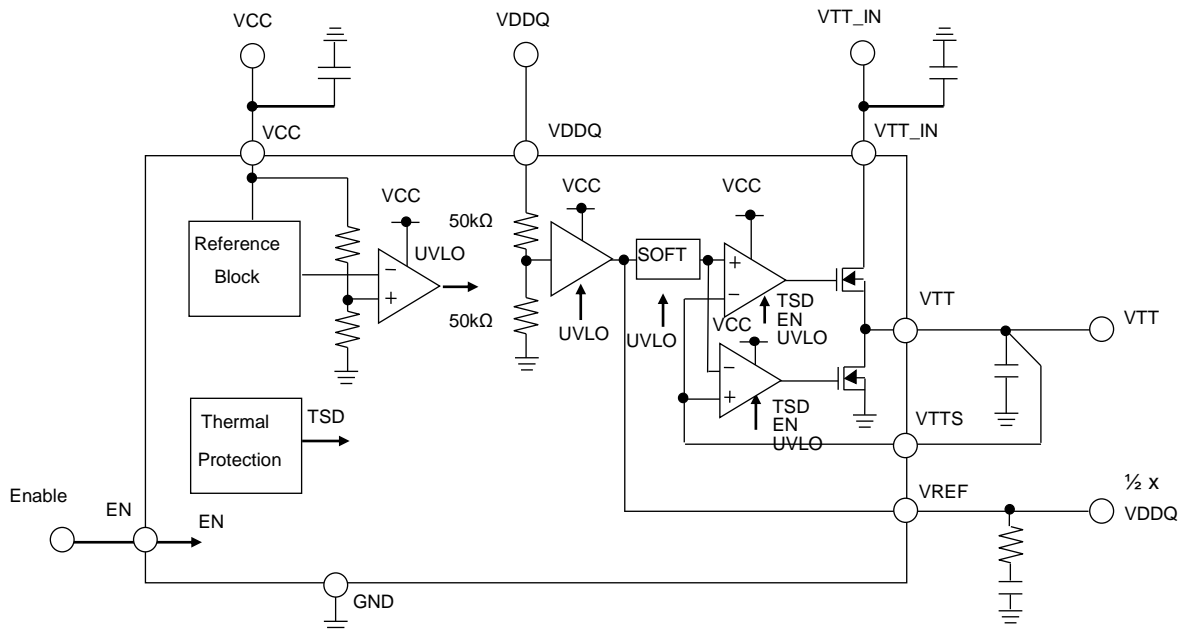 VCC
VDDQ
VTT_IN
VCC
VDDQ
VTT_IN
VCC
VCC
VCC
50kΩ
Reference
Block
UVLO
SOFT
−
+
+
−
TSD
EN
UVLO
VCC
50kΩ
UVLO
UVLO
VTT
VTT
−
+
TSD
EN
UVLO
Thermal
Protection
TSD
VTTS
Enable
EN
EN
VREF
½ x
VDDQ
GND